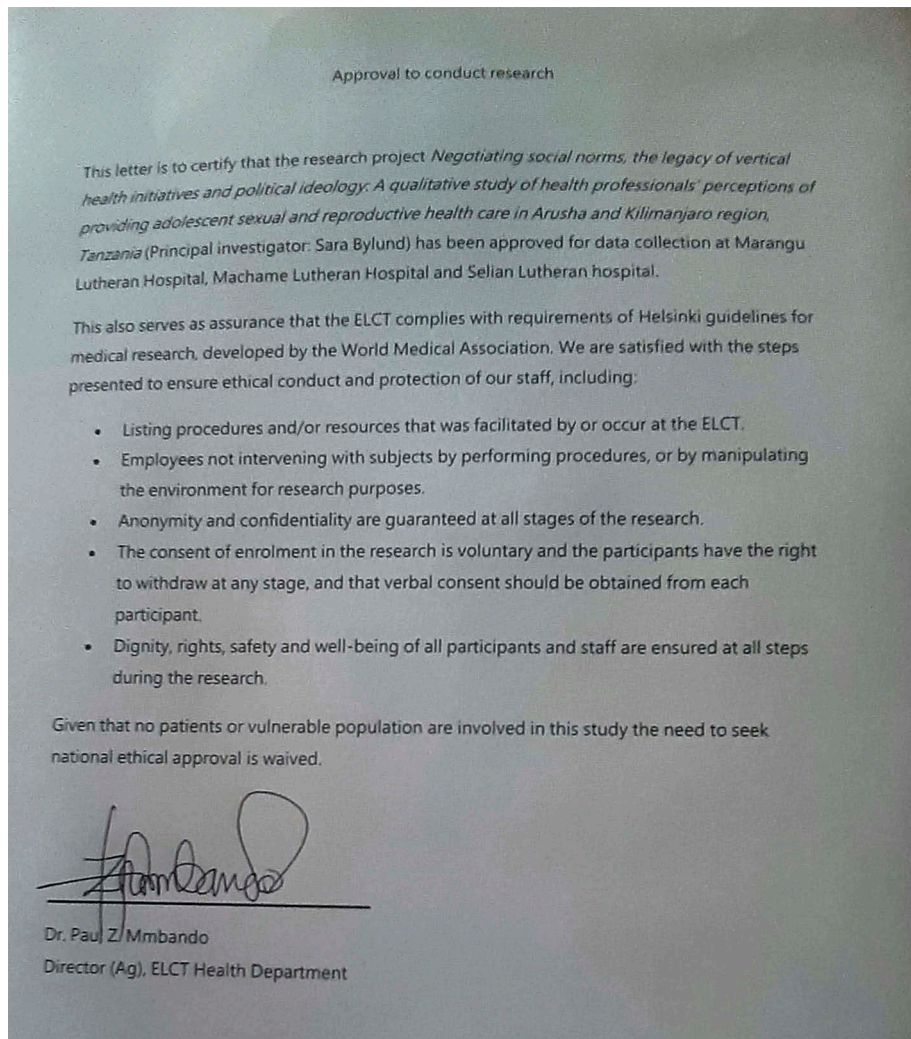 Approval to conduct research
This letter is to certify that the research project Negotiating social norms, the legacy of vertical
health initiatives and political ideology: A qualitative study of health professionals' perceptions of
providing adolescent sexual and reproductive health care in Arusha and Kilimanjaro region,
Tanzania (Principal investigator: Sara Bylund) has been approved for data collection at Marangu
Lutheran Hospital, Machame Lutheran Hospital and Selian Lutheran hospital.
This also serves as assurance that the ELCT complies with requirements of Helsinki guidelines for
medical research, developed by the World Medical Association. We are satisfied with the steps
presented to ensure ethical conduct and protection of our staff, including:
• Listing procedures and/or resources that was facilitated by or occur at the ELCT.
• Employees not intervening with subjects by performing procedures, or by manipulating
the environment for research purposes.
• Anonymity and confidentiality are guaranteed at all stages of the research.
• The consent of enrolment in the research is voluntary and the participants have the right
to withdraw at any stage, and that verbal consent should be obtained from each
participant.
• Dignity, rights, safety and well-being of all participants and staff are ensured at all steps
during the research.
Given that no patients or vulnerable population are involved in this study the need to seek
national ethical approval is waived.
Dr. Paul Z Mmbando
Director (Ag), ELCT Health Department